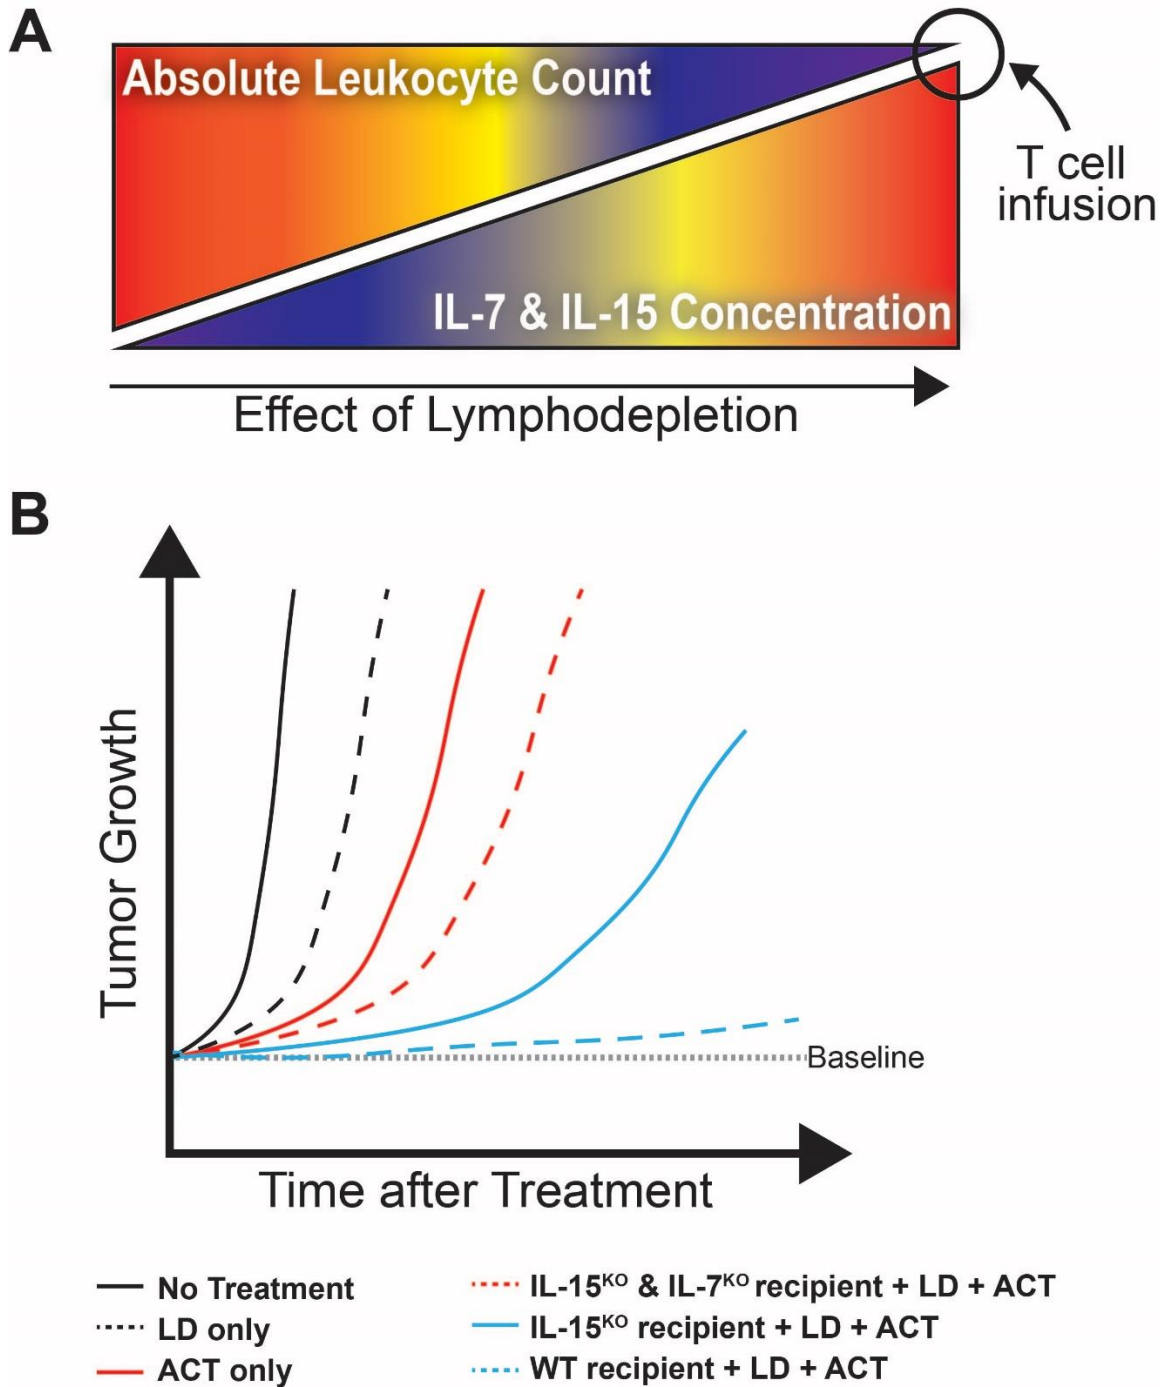 A
Absolute Leukocyte Count
T cell
infusion
IL-7 & IL-15 Concentration
Effect of Lymphodepletion
B
Tumor Growth
Baseline
Time after Treatment
No Treatment
LD only
ACT only
IL-15ᴷᴼ & IL-7ᴷᴼ recipient + LD + ACT
IL-15ᴷᴼ recipient + LD + ACT
WT recipient + LD + ACT